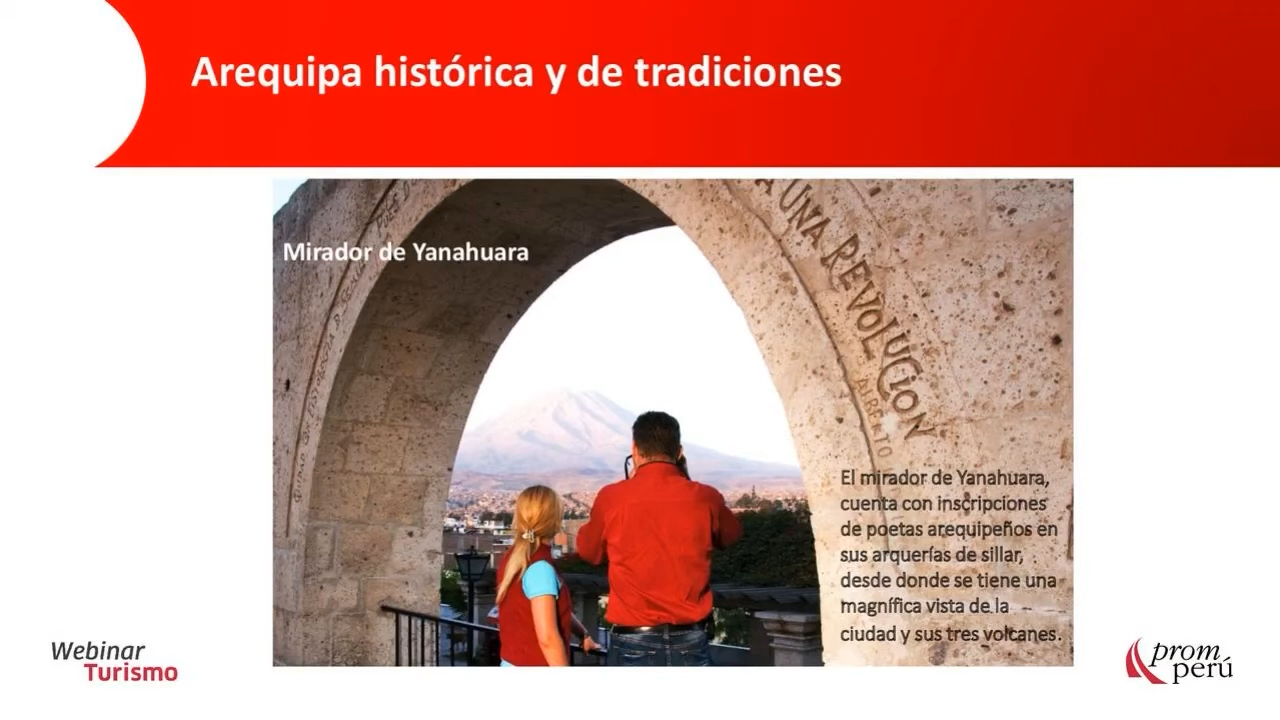 Arequipa histórica y de tradiciones
Mirador de Yanahuara
A UNA REVOLUCION
ALBERTO
El mirador de Yanahuara,
cuenta con inscripciones
de poetas arequipeños en
sus arquerías de sillar,
desde donde se tiene una
magnífica vista de la
ciudad y sus tres volcanes.
Webinar
Turismo
prom
perú